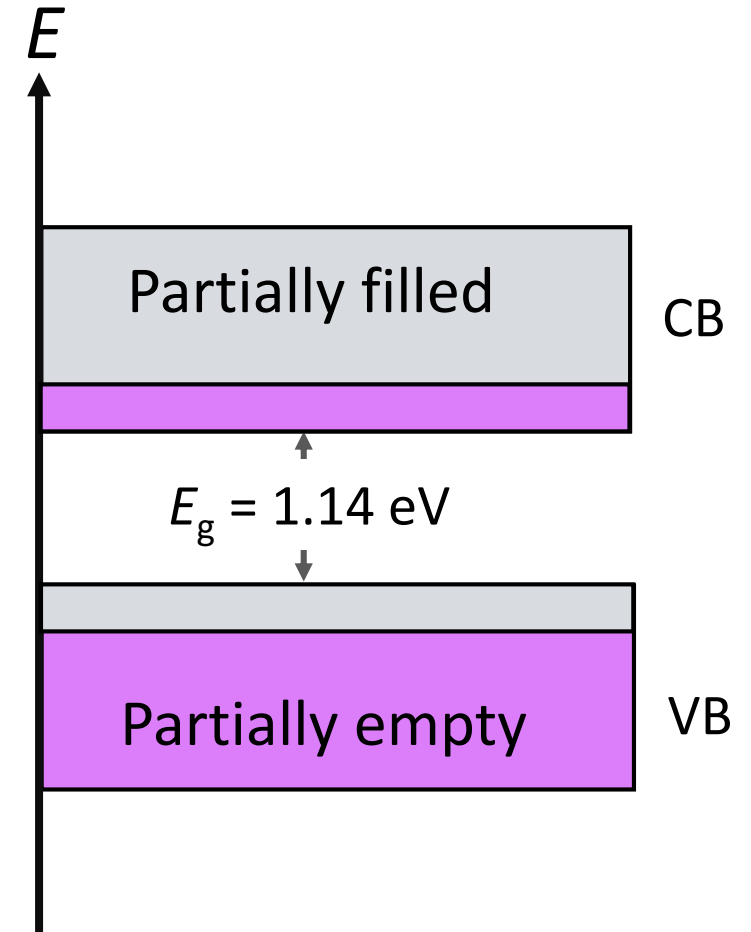 E
Partially filled
CB
Eg = 1.14 eV
Partially empty
VB